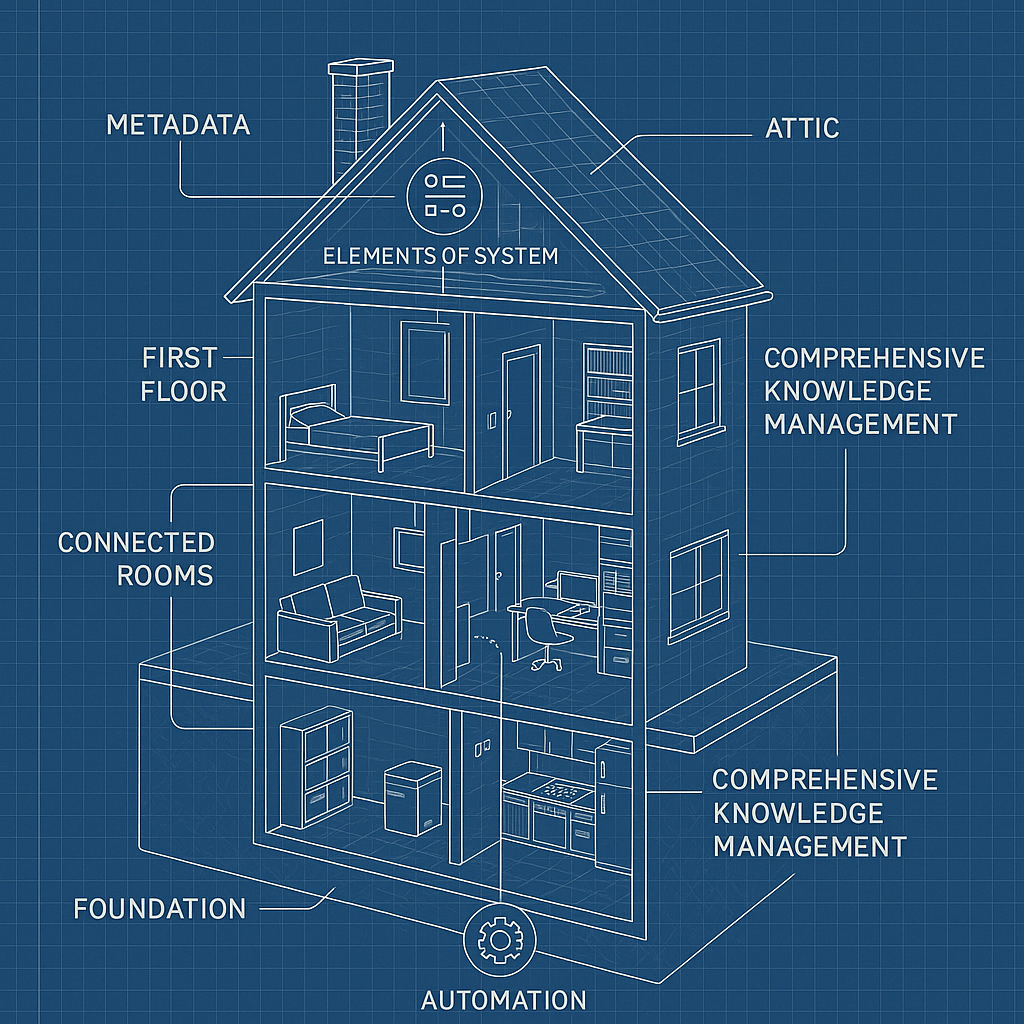 METADATA
ATTIC
ELEMENTS OF SYSTEM
FIRST
FLOOR
COMPREHENSIVE
KNOWLEDGE
MANAGEMENT
CONNECTED
ROOMS
COMPREHENSIVE
KNOWLEDGE
MANAGEMENT
FOUNDATION
AUTOMATION